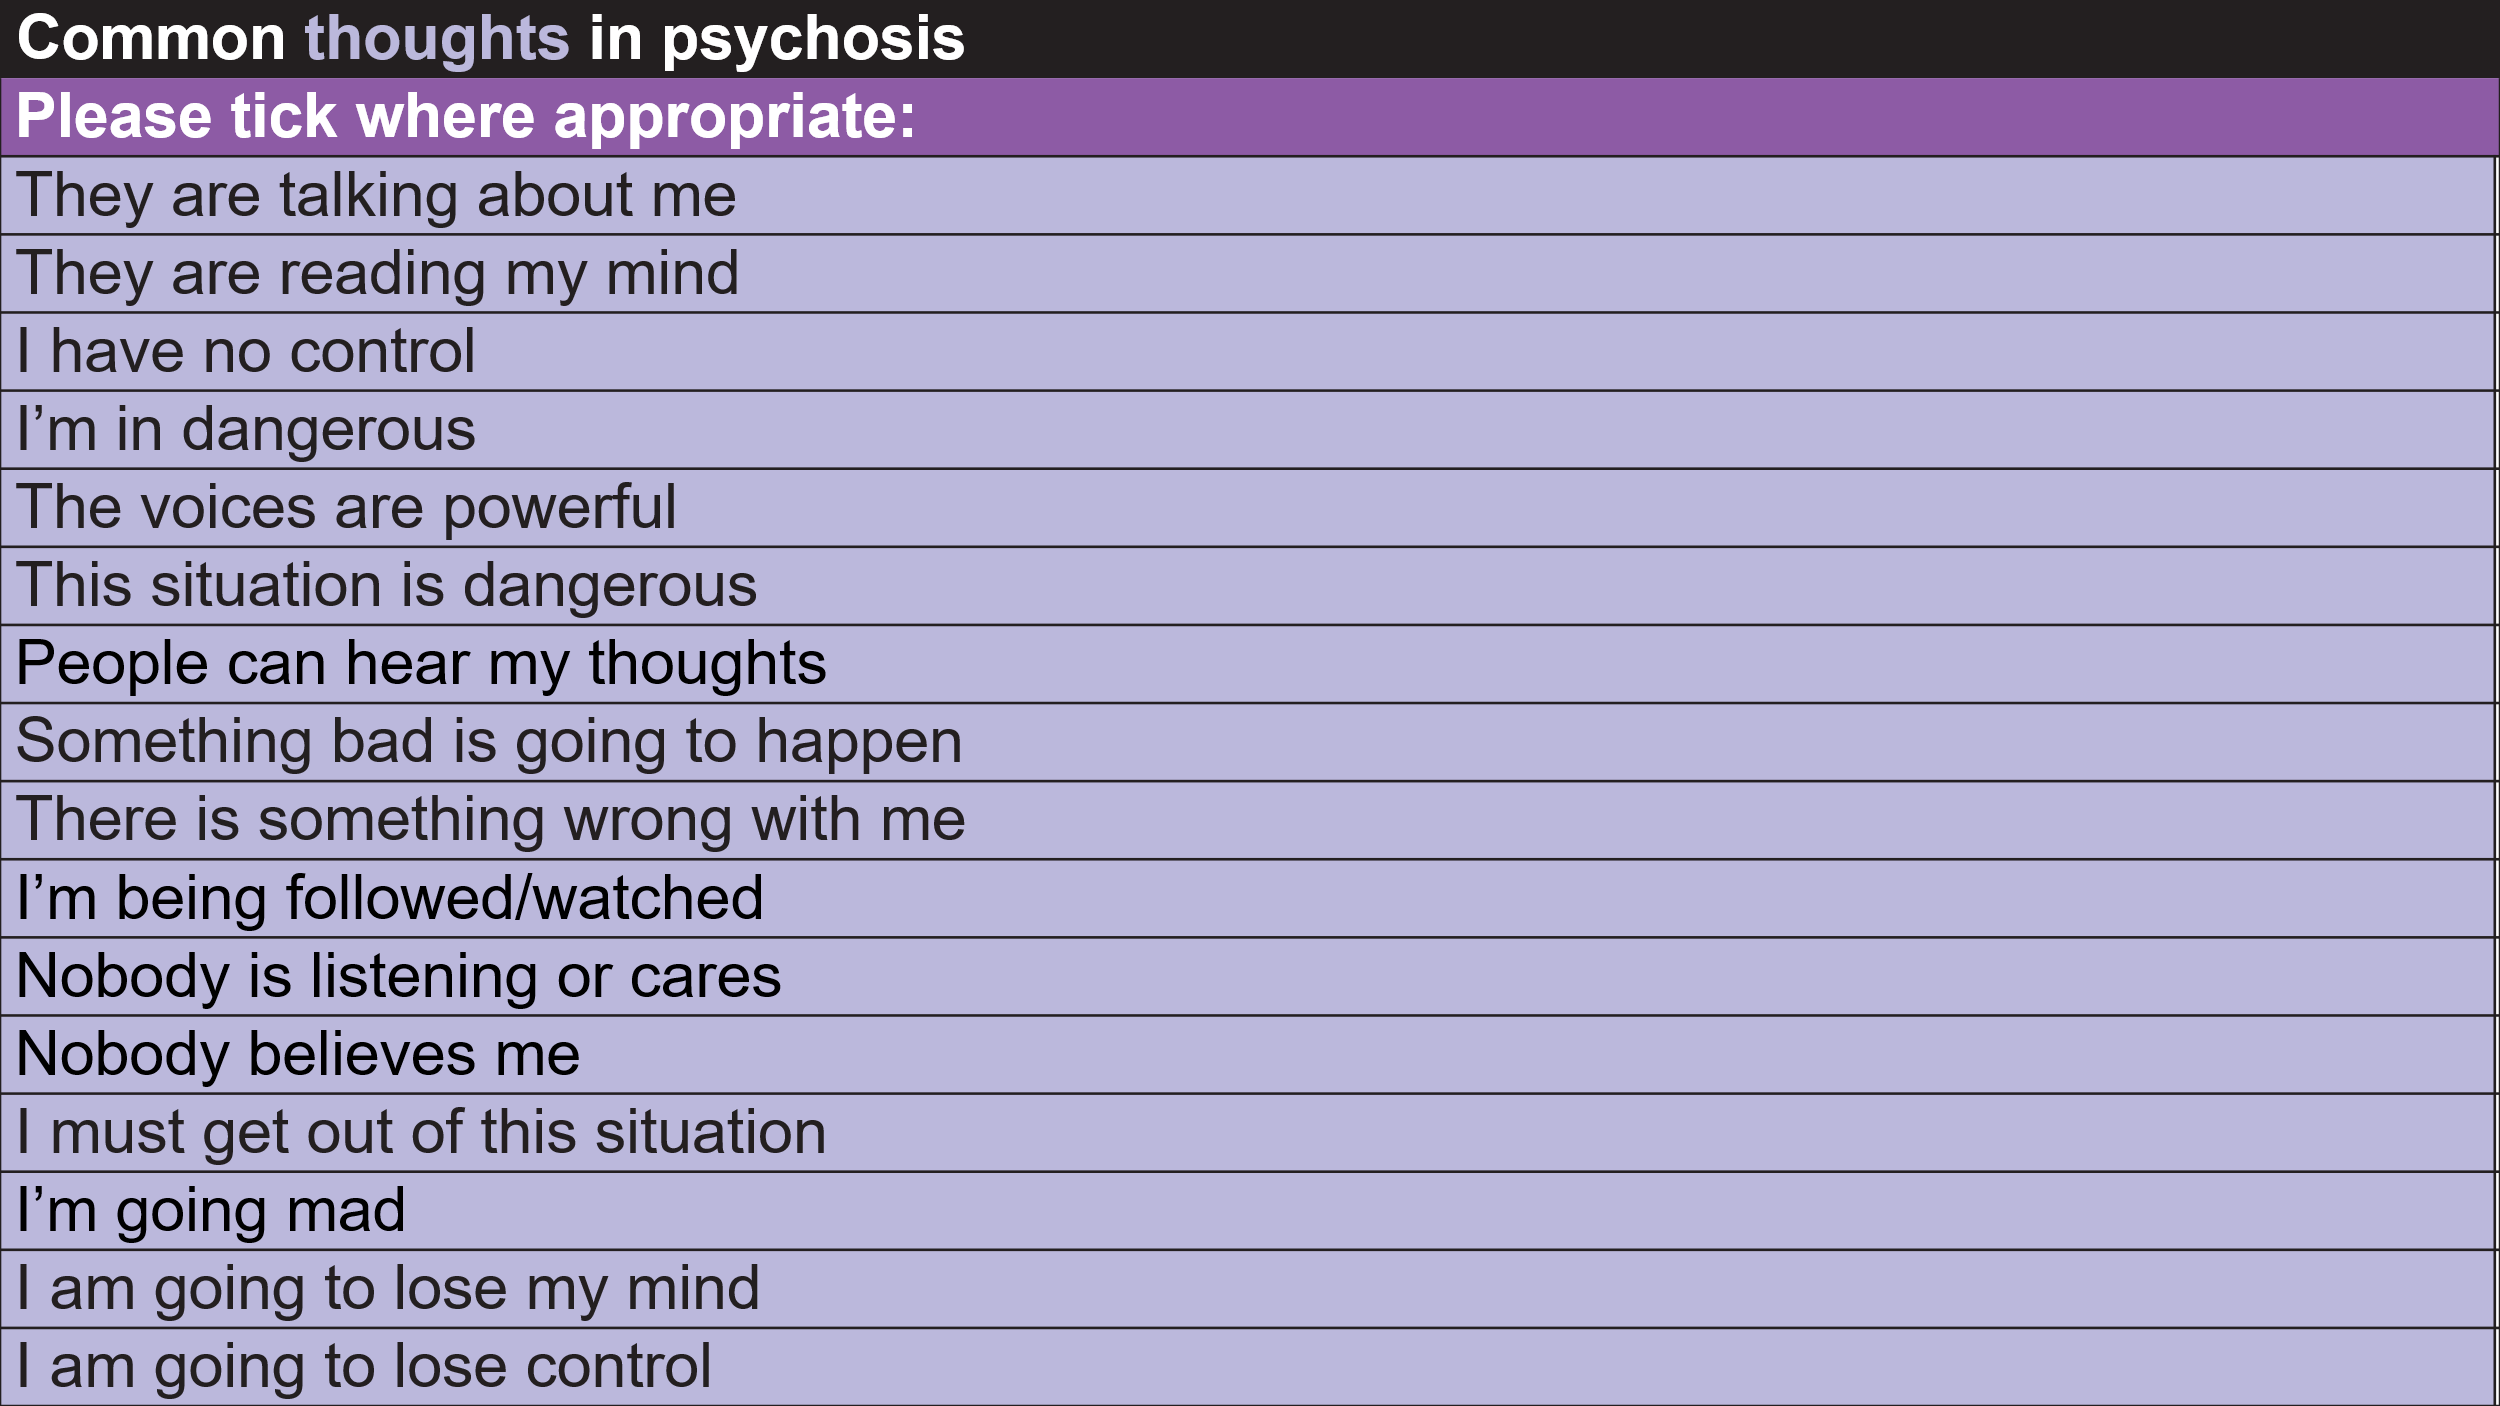 Common thoughts in psychosis
Please tick where appropriate:
They are talking about me
They are reading my mind
I have no control
I’m in dangerous
The voices are powerful
This situation is dangerous
People can hear my thoughts
Something bad is going to happen
There is something wrong with me
I’m being followed/watched
Nobody is listening or cares
Nobody believes me
I must get out of this situation
I’m going mad
I am going to lose my mind
I am going to lose control